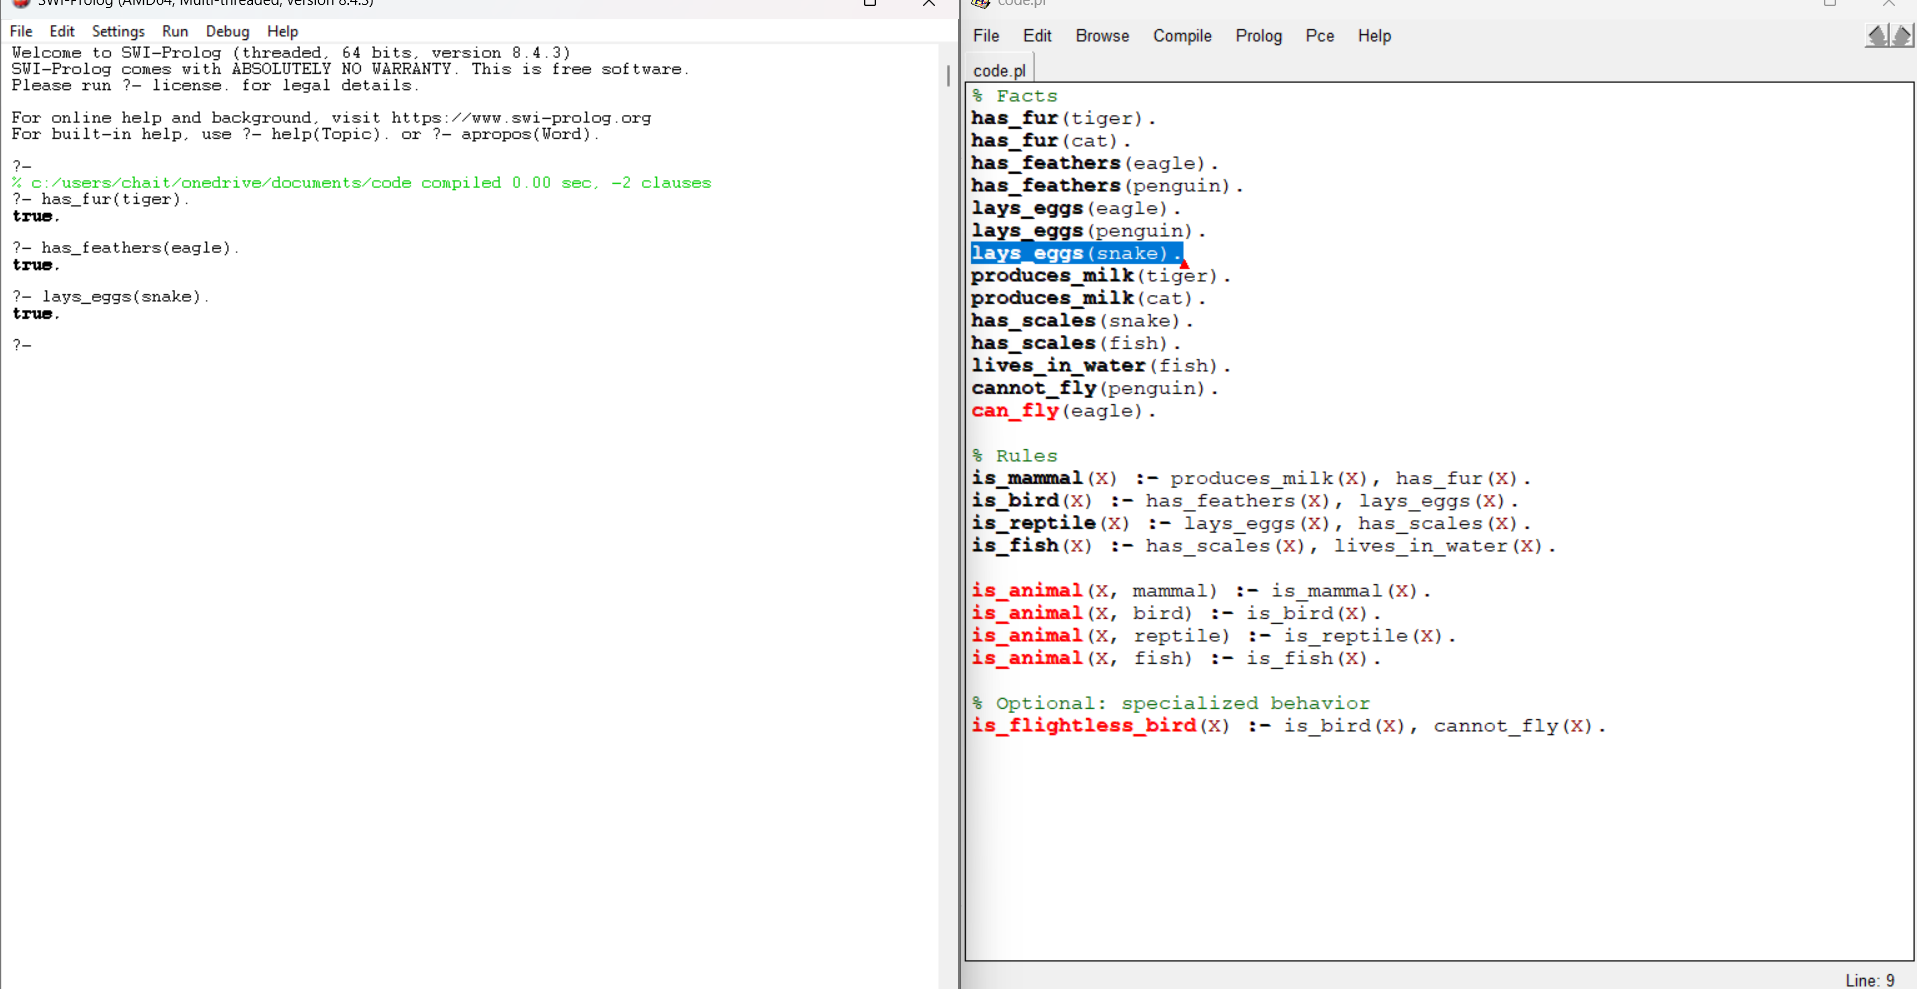 SWI-Prolog (AMD64, Multi-threaded, version 8.4.3)
File Edit Settings Run Debug Help
Welcome to SWI-Prolog (threaded, 64 bits, version 8.4.3)
SWI-Prolog comes with ABSOLUTELY NO WARRANTY. This is free software.
Please run ?- license. for legal details.
For online help and background, visit https://www.swi-prolog.org
For built-in help, use ?- help(Topic). or ?- apropos(Word).
?-
% c:/users/chait/onedrive/documents/code compiled 0.00 sec, -2 clauses
?- has_fur(tiger).
true.
?- has_feathers(eagle).
true.
?- lays_eggs(snake).
true.
?-
code.pl
File Edit Browse Compile Prolog Pce Help
code.pl
% Facts
has_fur(tiger).
has_fur(cat).
has_feathers(eagle).
has_feathers(penguin).
lays_eggs(eagle).
lays_eggs(penguin).
lays_eggs(snake).
produces_milk(tiger).
produces_milk(cat).
has_scales(snake).
has_scales(fish).
lives_in_water(fish).
cannot_fly(penguin).
can_fly(eagle).
% Rules
is_mammal(X) :- produces_milk(X), has_fur(X).
is_bird(X) :- has_feathers(X), lays_eggs(X).
is_reptile(X) :- lays_eggs(X), has_scales(X).
is_fish(X) :- has_scales(X), lives_in_water(X).
is_animal(X, mammal) :- is_mammal(X).
is_animal(X, bird) :- is_bird(X).
is_animal(X, reptile) :- is_reptile(X).
is_animal(X, fish) :- is_fish(X).
% Optional: specialized behavior
is_flightless_bird(X) :- is_bird(X), cannot_fly(X).
Line: 9